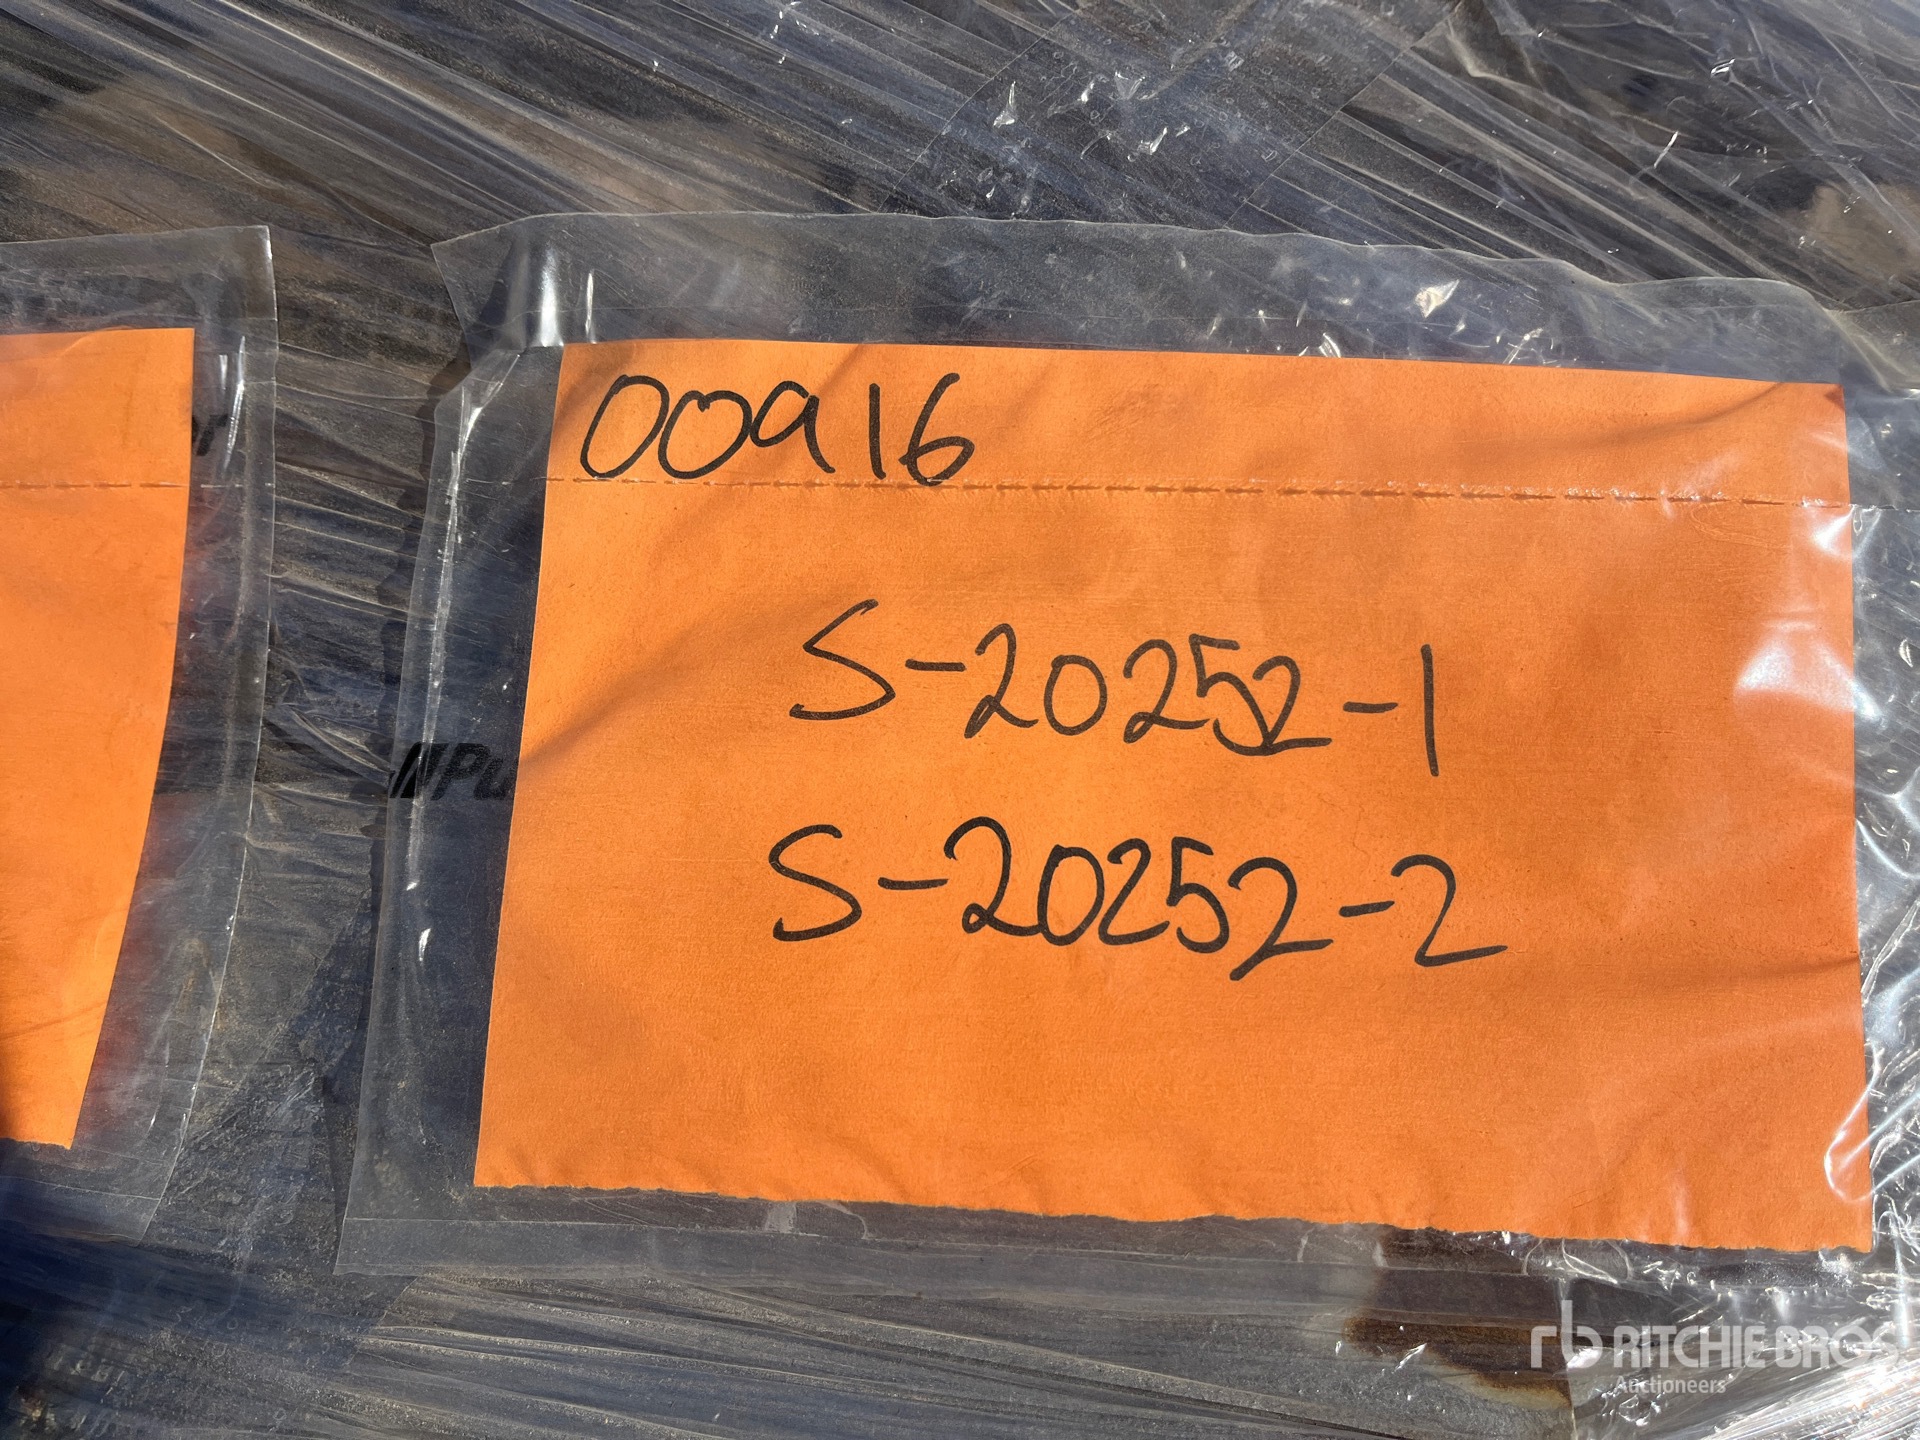 00916
S-20252-1
S-20252-2
RITCHIE BROS
Auctioneers